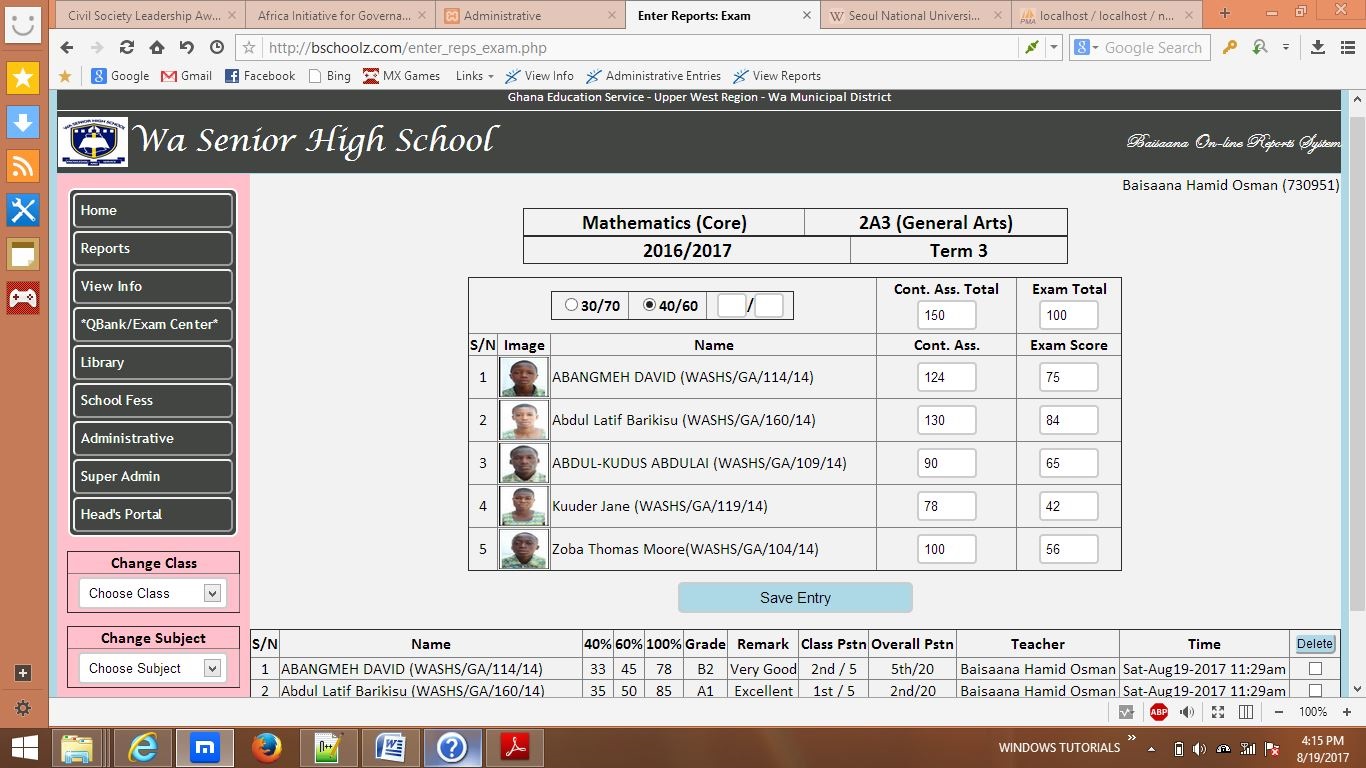 Civil Society Leadership Aw... × Africa Initiative for Governa... × Administrative × Enter Reports: Exam × Seoul National Universi... × localhost / localhost / n... ×
http://bschoolz.com/enter_reps_exam.php Google Search
Google Gmail Facebook Bing MX Games Links View Info Administrative Entries View Reports
Ghana Education Service - Upper West Region - Wa Municipal District
Wa Senior High School Baisaana On-line Reports System
Baisaana Hamid Osman (730951)
Home
Reports
View Info
*QBank/Exam Center*
Library
School Fess
Administrative
Super Admin
Head's Portal
Change Class
Choose Class
Change Subject
Choose Subject
Mathematics (Core) 2A3 (General Arts)
2016/2017 Term 3
30/70 40/60 / Cont. Ass. Total Exam Total
150 100
S/N Image Name Cont. Ass. Exam Score
1 ABANGMEH DAVID (WASHS/GA/114/14) 124 75
2 Abdul Latif Barikisu (WASHS/GA/160/14) 130 84
3 ABDUL-KUDUS ABDULAI (WASHS/GA/109/14) 90 65
4 Kuuder Jane (WASHS/GA/119/14) 78 42
5 Zoba Thomas Moore(WASHS/GA/104/14) 100 56
Save Entry
S/N Name 40% 60% 100% Grade Remark Class Pstn Overall Pstn Teacher Time Delete
1 ABANGMEH DAVID (WASHS/GA/114/14) 33 45 78 B2 Very Good 2nd / 5 5th/20 Baisaana Hamid Osman Sat-Aug19-2017 11:29am
2 Abdul Latif Barikisu (WASHS/GA/160/14) 35 50 85 A1 Excellent 1st / 5 2nd/20 Baisaana Hamid Osman Sat-Aug19-2017 11:29am
ABP 100%
WINDOWS TUTORIALS 4:15 PM
8/19/2017